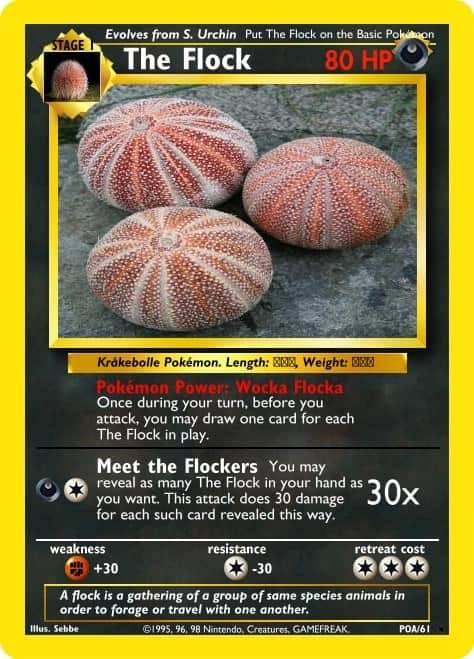 Evolves from S. Urchin Put The Flock on the Basic Pokémon
STAGE 1
The Flock 80 HP
Kråkebolle Pokémon. Length: , Weight:
Pokémon Power: Wocka Flocka
Once during your turn, before you
attack, you may draw one card for each
The Flock in play.
Meet the Flockers You may
reveal as many The Flock in your hand as
you want. This attack does 30 damage
for each such card revealed this way.
30x
weakness resistance retreat cost
+30 -30
A flock is a gathering of a group of same species animals in
order to forage or travel with one another.
Illus. Sebbe ©1995, 96, 98 Nintendo, Creatures, GAMEFREAK. POA/61